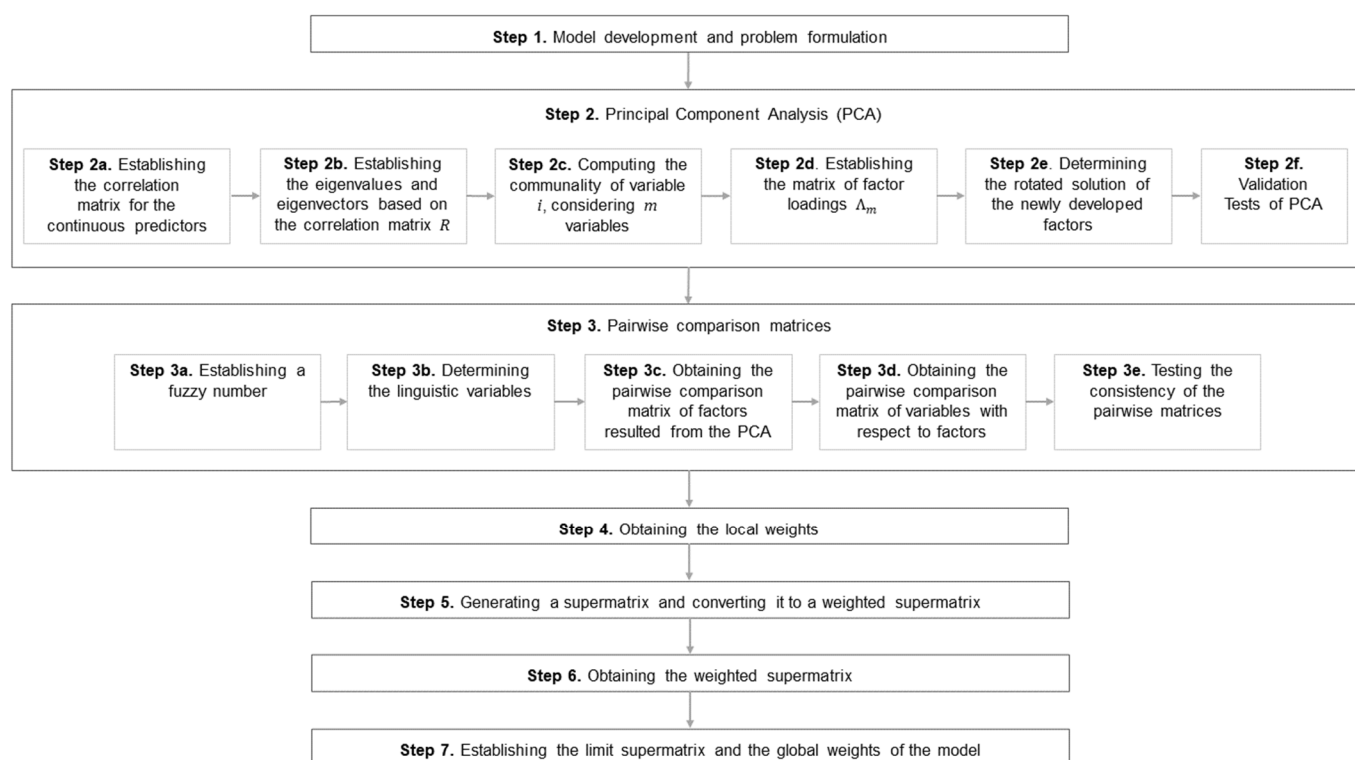 Step 1. Model development and problem formulation
Step 2. Principal Component Analysis (PCA)
Step 2a. Establishing
the correlation
matrix for the
continuous predictors
Step 2b. Establishing
the eigenvalues and
eigenvectors based on
the correlation matrix R
Step 2c. Computing the
communality of variable
i, considering m
variables
Step 2d. Establishing
the matrix of factor
loadings Λm
Step 2e. Determining
the rotated solution of
the newly developed
factors
Step 2f.
Validation
Tests of PCA
Step 3. Pairwise comparison matrices
Step 3a. Establishing a
fuzzy number
Step 3b. Determining
the linguistic variables
Step 3c. Obtaining the
pairwise comparison
matrix of factors
resulted from the PCA
Step 3d. Obtaining the
pairwise comparison
matrix of variables with
respect to factors
Step 3e. Testing the
consistency of the
pairwise matrices
Step 4. Obtaining the local weights
Step 5. Generating a supermatrix and converting it to a weighted supermatrix
Step 6. Obtaining the weighted supermatrix
Step 7. Establishing the limit supermatrix and the global weights of the model